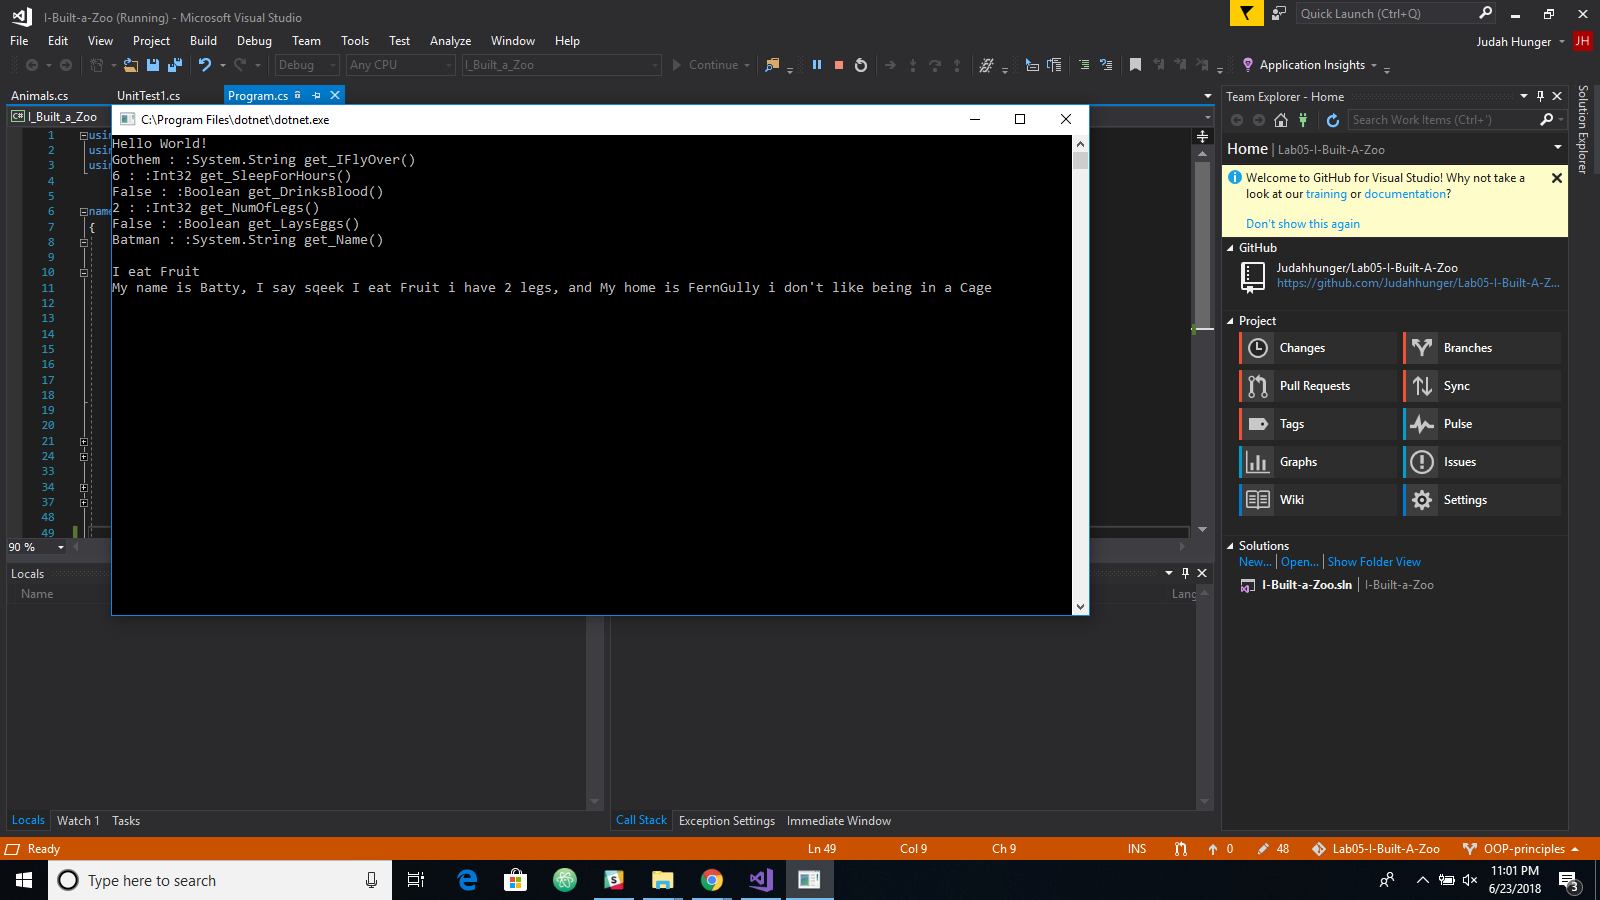 I-Built-a-Zoo (Running) - Microsoft Visual Studio
Quick Launch (Ctrl+Q)
File Edit View Project Build Debug Team Tools Test Analyze Window Help
Judah Hunger JH
Debug Any CPU I_Built_a_Zoo Continue Application Insights
Animals.cs UnitTest1.cs Program.cs
C# I_Built_a_Zoo
C:\Program Files\dotnet\dotnet.exe
Hello World!
Gothem : :System.String get_IFlyOver()
6 : :Int32 get_SleepForHours()
False : :Boolean get_DrinksBlood()
2 : :Int32 get_NumOfLegs()
False : :Boolean get_LaysEggs()
Batman : :System.String get_Name()
I eat Fruit
My name is Batty, I say sqeek I eat Fruit i have 2 legs, and My home is FernGully i don't like being in a Cage
1 usin
2 usin
3 usin
4
5
6 name
7 {
8
9
10
11
12
13
14
15
16
17
18
19
20
21
24
33
34
37
48
49
90 %
Locals
Name
Lang
Locals Watch 1 Tasks
Call Stack Exception Settings Immediate Window
Team Explorer - Home
Search Work Items (Ctrl+')
Home | Lab05-I-Built-A-Zoo
Welcome to GitHub for Visual Studio! Why not take a
look at our training or documentation?
Don't show this again
GitHub
Judahhunger/Lab05-I-Built-A-Zoo
https://github.com/Judahhunger/Lab05-I-Built-A-Z...
Project
Changes Branches
Pull Requests Sync
Tags Pulse
Graphs Issues
Wiki Settings
Solutions
New... | Open... | Show Folder View
I-Built-a-Zoo.sln | I-Built-a-Zoo
Solution Explorer
Ready Ln 49 Col 9 Ch 9 INS 0 48 Lab05-I-Built-A-Zoo OOP-principles
Type here to search
11:01 PM
6/23/2018
3